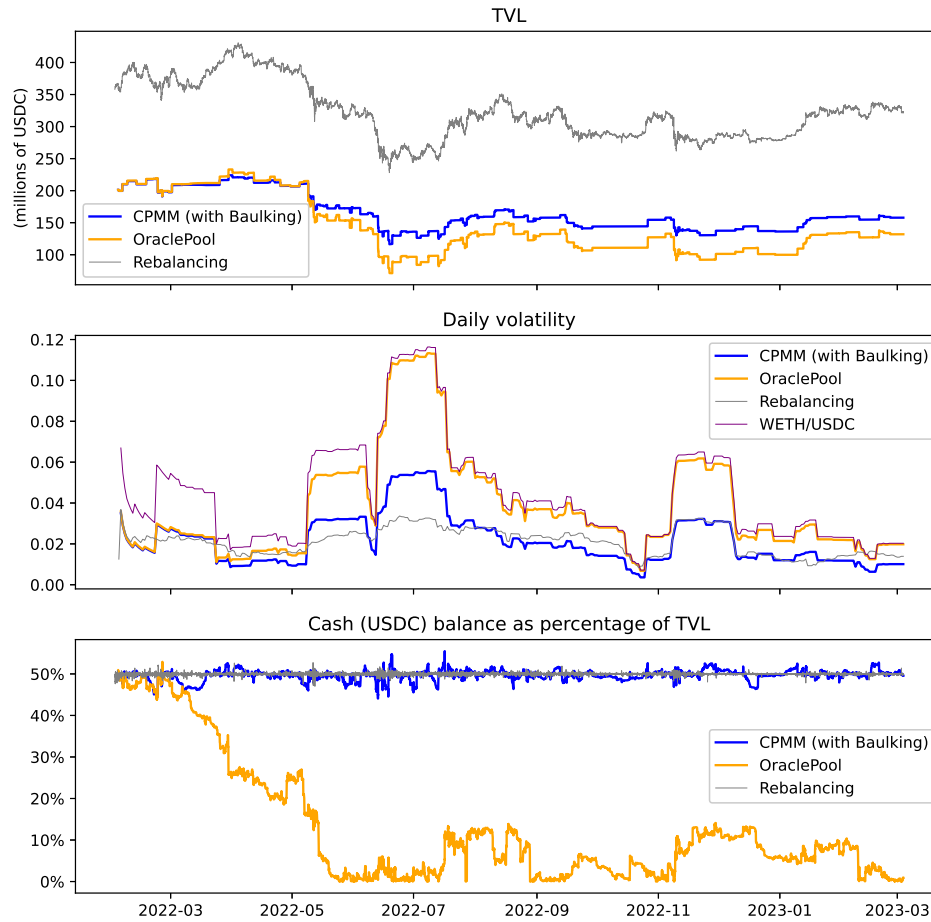 TVL
(millions of USDC)
400
350
300
250
200
150
100
CPMM (with Baulking)
OraclePool
Rebalancing
Daily volatility
0.12
0.10
0.08
0.06
0.04
0.02
0.00
CPMM (with Baulking)
OraclePool
Rebalancing
WETH/USDC
Cash (USDC) balance as percentage of TVL
50%
40%
30%
20%
10%
0%
CPMM (with Baulking)
OraclePool
Rebalancing
2022-03 2022-05 2022-07 2022-09 2022-11 2023-01 2023-03